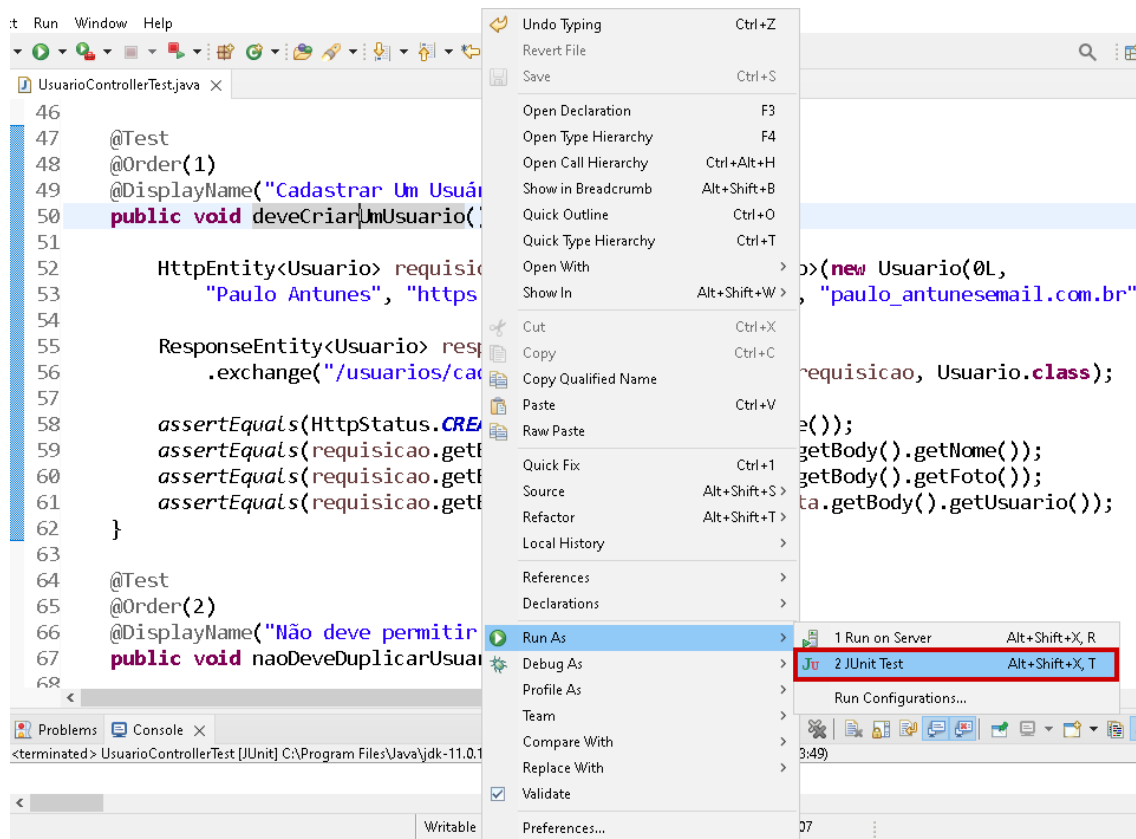 t Run Window Help
UsuarioControllerTest.java
46
47 @Test
48 @Order(1)
49 @DisplayName("Cadastrar Um Usuár
50 public void deveCriarUmUsuario()
51
52 HttpEntity<Usuario> requisic o>(new Usuario(0L,
53 "Paulo Antunes", "https , "paulo_antunesemail.com.br"
54
55 ResponseEntity<Usuario> resp
56 .exchange("/usuarios/cad requisicao, Usuario.class);
57
58 assertEquals(HttpStatus.CREA e());
59 assertEquals(requisicao.getB getBody().getNome());
60 assertEquals(requisicao.getB getBody().getFoto());
61 assertEquals(requisicao.getB ta.getBody().getUsuario());
62 }
63
64 @Test
65 @Order(2)
66 @DisplayName("Não deve permitir
67 public void naoDeveDuplicarUsuar
68
Undo Typing Ctrl+Z
Revert File
Save Ctrl+S
Open Declaration F3
Open Type Hierarchy F4
Open Call Hierarchy Ctrl+Alt+H
Show in Breadcrumb Alt+Shift+B
Quick Outline Ctrl+O
Quick Type Hierarchy Ctrl+T
Open With >
Show In Alt+Shift+W >
Cut Ctrl+X
Copy Ctrl+C
Copy Qualified Name
Paste Ctrl+V
Raw Paste
Quick Fix Ctrl+1
Source Alt+Shift+S >
Refactor Alt+Shift+T >
Local History >
References >
Declarations >
Run As >
Debug As >
Profile As >
Team >
Compare With >
Replace With >
Validate
Preferences...
1 Run on Server Alt+Shift+X, R
Ju 2 JUnit Test Alt+Shift+X, T
Run Configurations...
Problems Console
<terminated> UsuarioControllerTest [JUnit] C:\Program Files\Java\jdk-11.0.1 3:49)
Writable 07